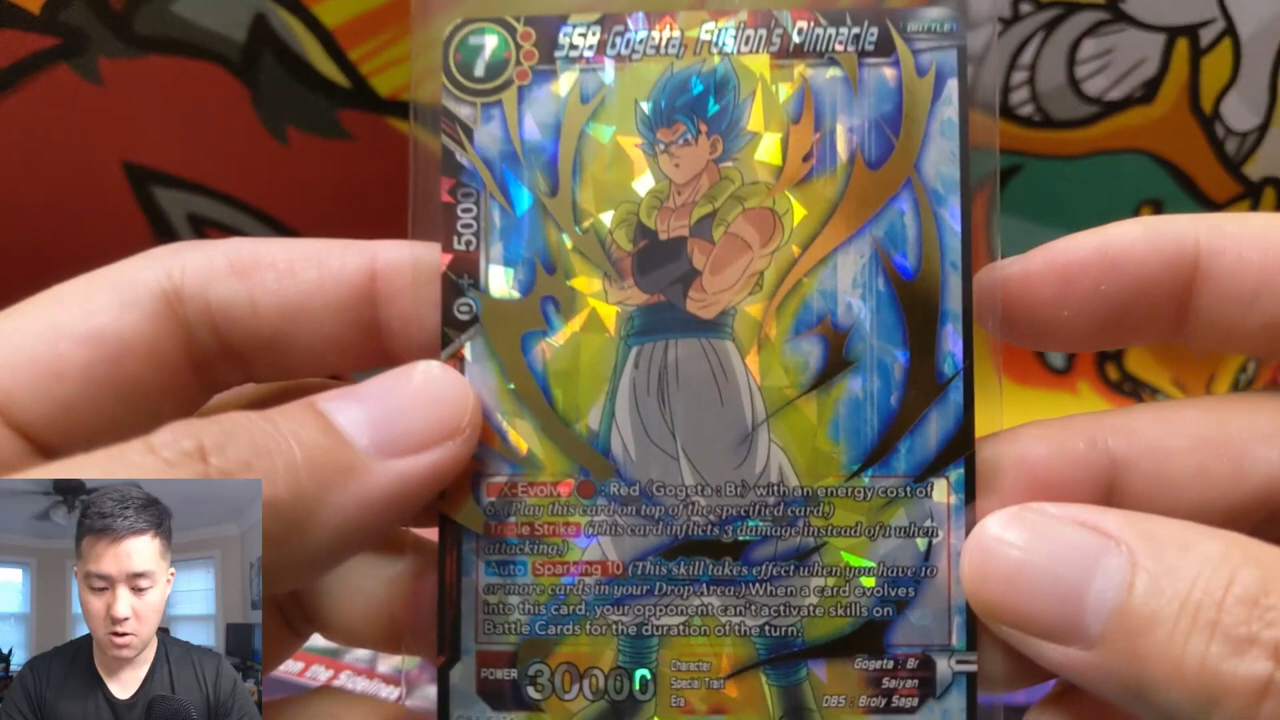 7
SSB Gogeta, Fusion's Pinnacle
BATTLE
5000
0+
X-Evolve : Red 〈Gogeta : Br〉 with an energy cost of
6. (Play this card on top of the specified card.)
Triple Strike (This card inflicts 3 damage instead of 1 when
attacking.)
Auto Sparking 10 (This skill takes effect when you have 10
or more cards in your Drop Area.) When a card evolves
into this card, your opponent can't activate skills on
Battle Cards for the duration of the turn.
POWER 30000
Character Gogeta : Br
Special Trait Saiyan
Era DBS : Broly Saga
the Sidelines